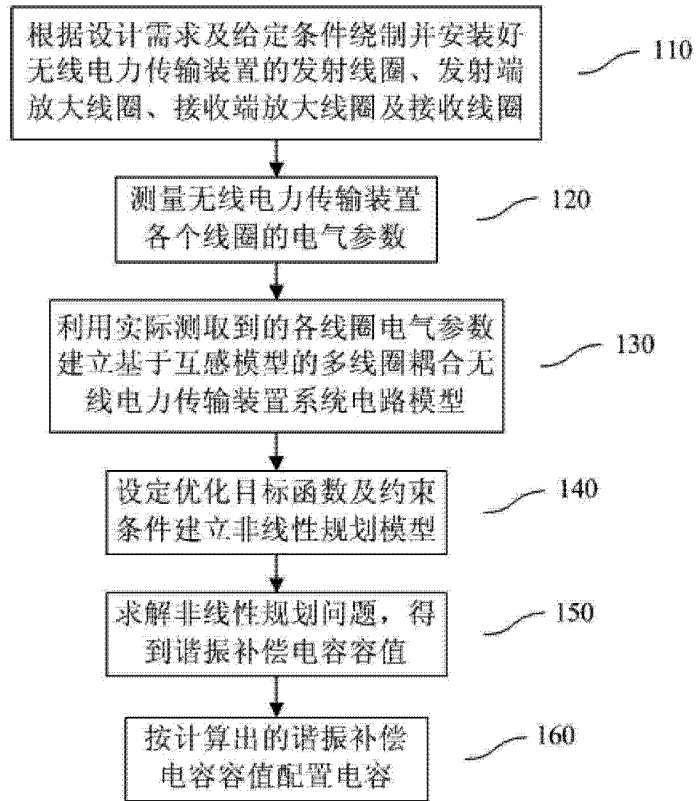 根据设计需求及给定条件绕制并安装好
无线电力传输装置的发射线圈、发射端
放大线圈、接收端放大线圈及接收线圈
110
测量无线电力传输装置
各个线圈的电气参数
120
利用实际测取到的各线圈电气参数
建立基于互感模型的多线圈耦合无
线电力传输装置系统电路模型
130
设定优化目标函数及约束
条件建立非线性规划模型
140
求解非线性规划问题，得
到谐振补偿电容容值
150
按计算出的谐振补偿
电容容值配置电容
160